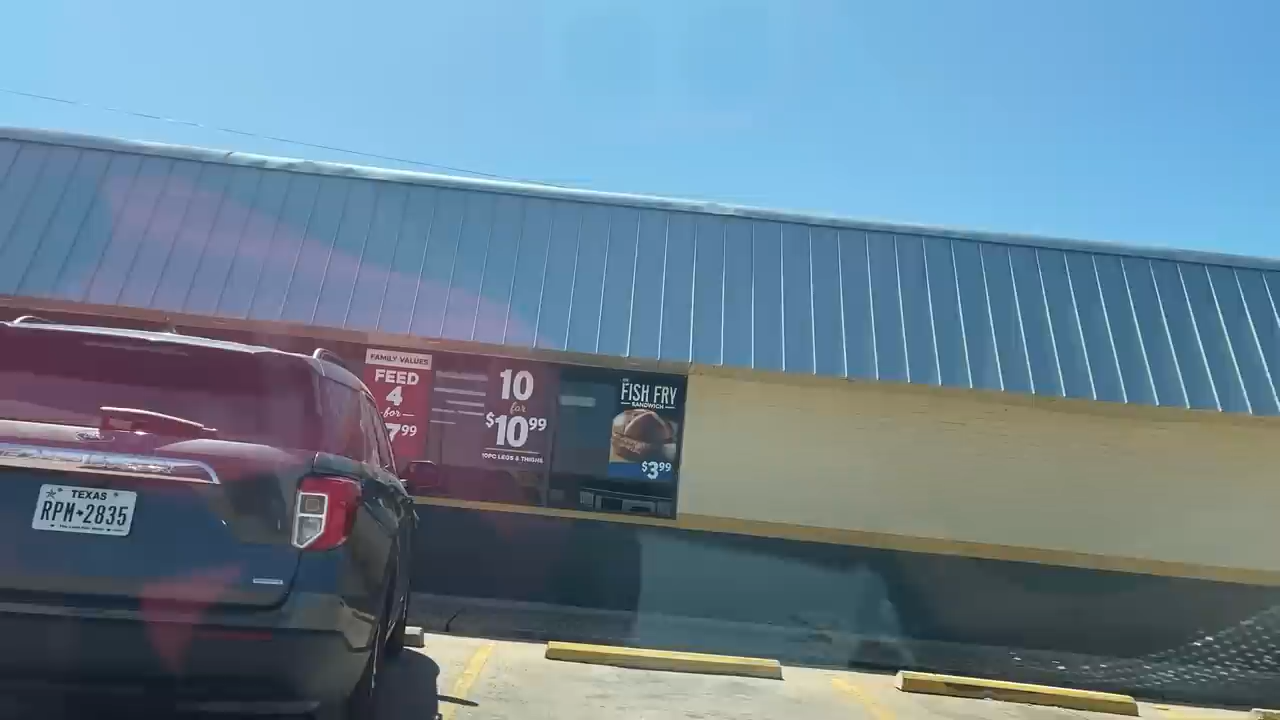 FAMILY VALUES
FEED
4
for
7.99
10
for
$10.99
10PC LEGS & THIGHS
FISH FRY
SANDWICH
$3.99
TEXAS
RPM★2835